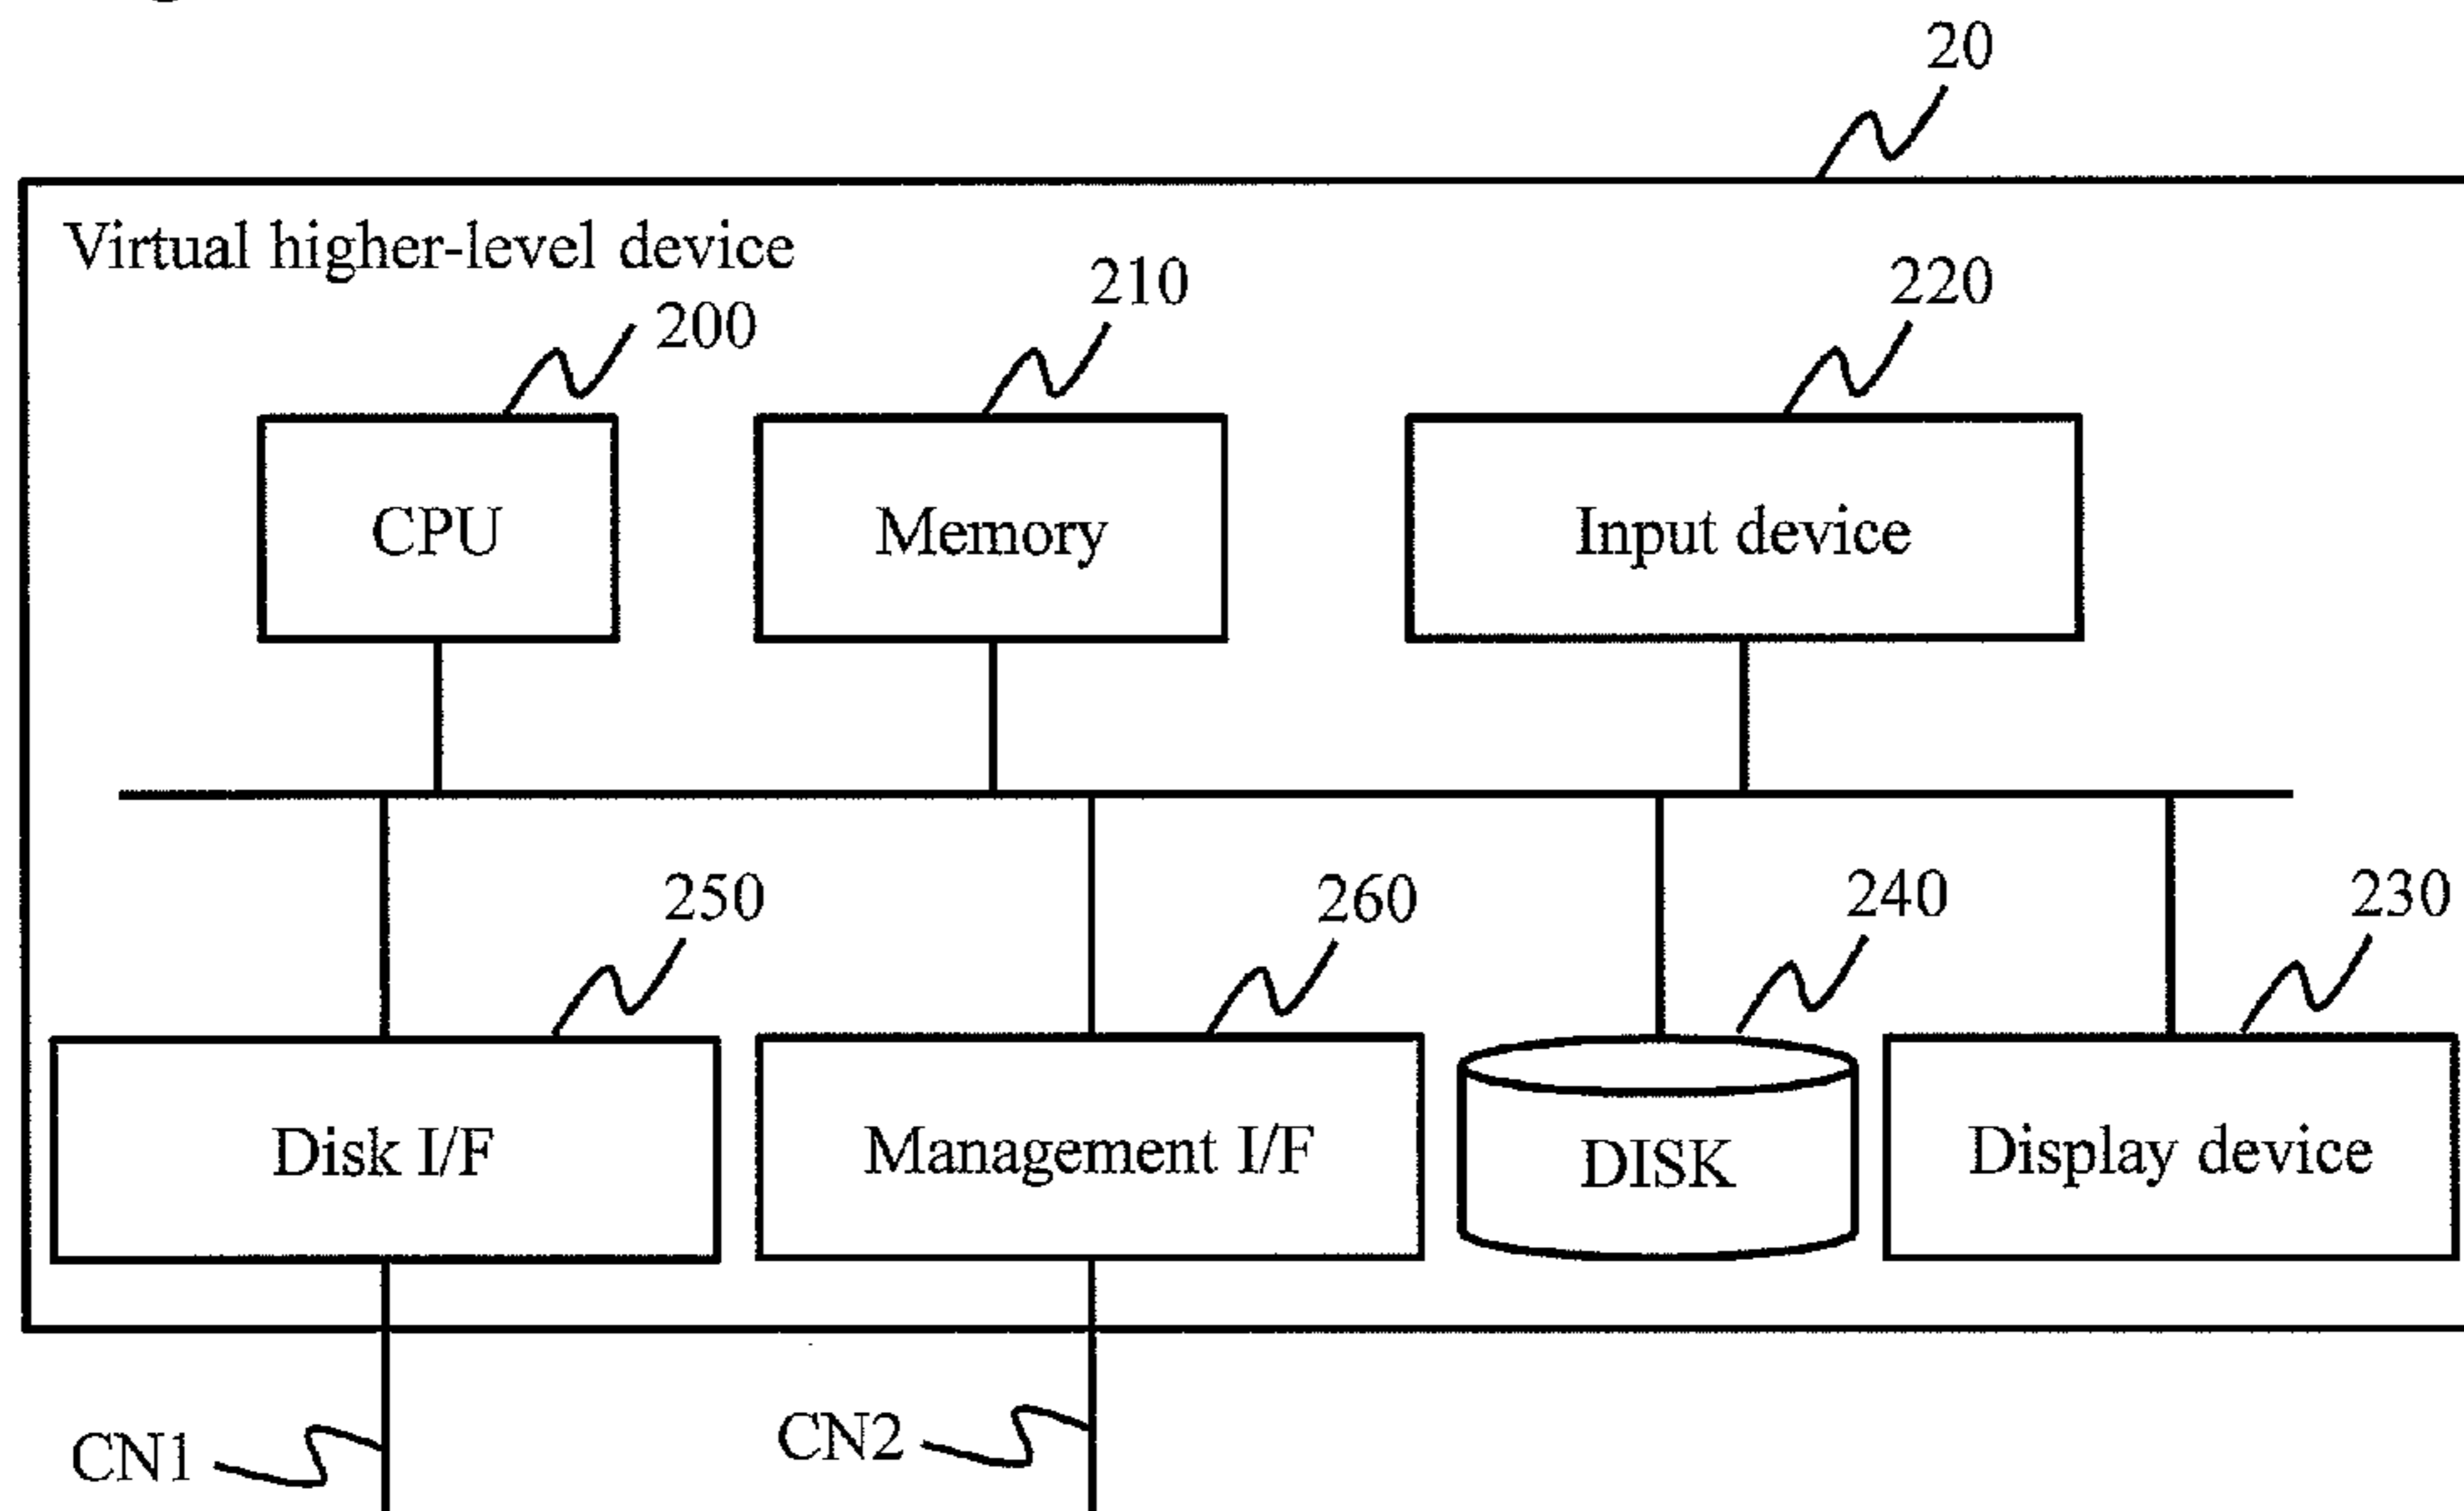 20
Virtual higher-level device
200
210
220
CPU
Memory
Input device
250
260
240
230
Disk I/F
Management I/F
DISK
Display device
CN1
CN2